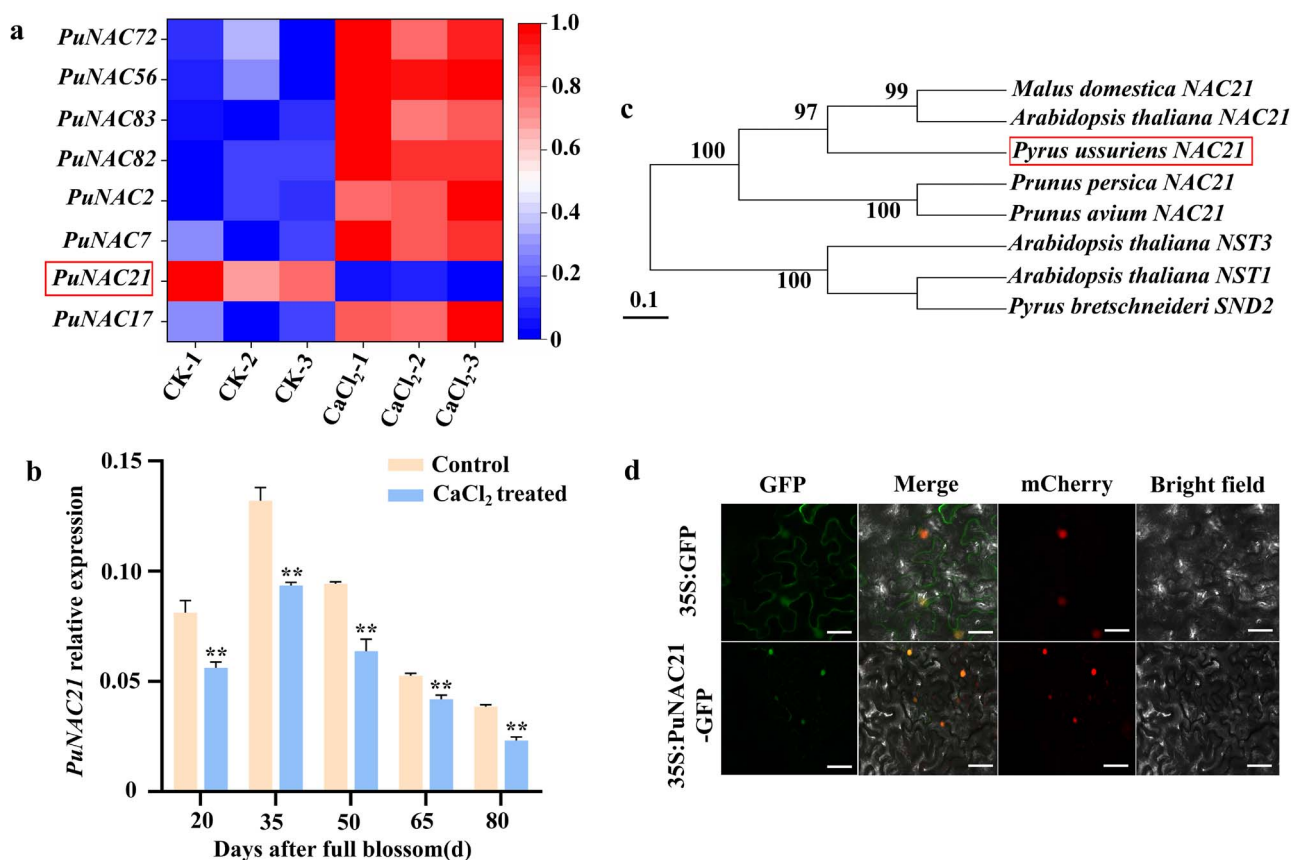 a
PuNAC72
PuNAC56
PuNAC83
PuNAC82
PuNAC2
PuNAC7
PuNAC21
PuNAC17
CK-1
CK-2
CK-3
CaCl₂-1
CaCl₂-2
CaCl₂-3
1.0
0.8
0.6
0.4
0.2
0
c
99
97
100
100
100
0.1
Malus domestica NAC21
Arabidopsis thaliana NAC21
Pyrus ussuriens NAC21
Prunus persica NAC21
Prunus avium NAC21
Arabidopsis thaliana NST3
Arabidopsis thaliana NST1
Pyrus bretschneideri SND2
b
PuNAC21 relative expression
0.15
0.10
0.05
0
Control
CaCl₂ treated
**
**
**
**
**
20 35 50 65 80
Days after full blossom(d)
d
GFP Merge mCherry Bright field
35S:GFP
35S:PuNAC21
-GFP